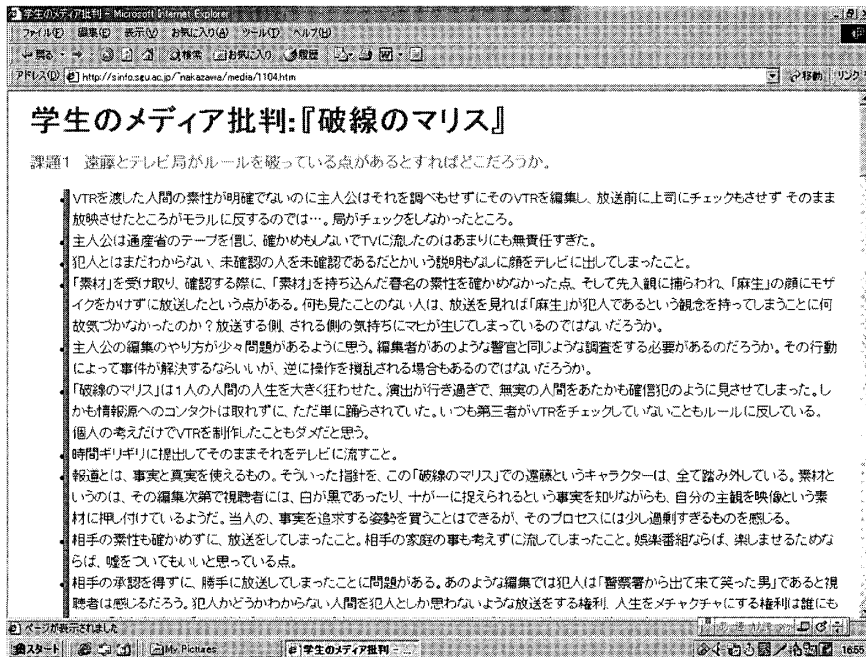 学生のメディア批判 - Microsoft Internet Explorer
ファイル(F) 編集(E) 表示(V) お気に入り(A) ツール(T) ヘルプ(H)
戻る 検索 お気に入り 履歴
アドレス(D) http://sinfo.sgu.ac.jp/~nakazawa/media/1104.htm 移動 リンク
学生のメディア批判:『破線のマリス』
課題1 遠藤とテレビ局がルールを破っている点があるとすればどこだろうか。
VTRを渡した人間の素性が明確でないのに主人公はそれを調べもせずにそのVTRを編集し、放送前に上司にチェックもさせず そのまま
放映させたところがモラルに反するのでは…。局がチェックをしなかったところ。
主人公は通産省のテープを信じ、確かめもしないでTVに流したのはあまりにも無責任すぎた。
犯人とはまだわからない、未確認の人を未確認であるだとかいう説明もなしに顔をテレビに出してしまったこと。
「素材」を受け取り、確認する際に、「素材」を持ち込んだ春名の素性を確かめなかった点、そして先入観に捕らわれ、「麻生」の顔にモザ
イクをかけずに放送したという点がある。何も見たことのない人は、放送を見れば「麻生」が犯人であるという観念を持ってしまうことに何
故気づかなかったのか?放送する側、される側の気持ちにマヒが生じてしまっているのではないだろうか。
主人公の編集のやり方が少々問題があるように思う。編集者があのような警官と同じような調査をする必要があるのだろうか。その行動
によって事件が解決するならいいが、逆に操作を撹乱される場合もあるのではないだろうか。
「破線のマリス」は1人の人間の人生を大きく狂わせた。演出が行き過ぎで、無実の人間をあたかも確信犯のように見させてしまった。し
かも情報源へのコンタクトは取れずに、ただ単に踊らされていた。いつも第三者がVTRをチェックしていないこともルールに反している。
個人の考えだけでVTRを制作したこともダメだと思う。
時間ギリギリに提出してそのままそれをテレビに流すこと。
報道とは、事実と真実を使えるもの。そういった指針を、この「破線のマリス」での遠藤というキャラクターは、全て踏み外している。素材と
いうのは、その編集次第で視聴者には、白が黒であったり、十が一に捉えられるという事実を知りながらも、自分の主観を映像という素
材に押し付けているようだ。当人の、事実を追求する姿勢を買うことはできるが、そのプロセスには少し過剰すぎるものを感じる。
相手の素性も確かめずに、放送をしてしまったこと。相手の家庭の事も考えずに流してしまったこと。娯楽番組ならば、楽しませるためな
らば、嘘をついてもいいと思っている点。
相手の承認を得ずに、勝手に放送してしまったことに問題がある。あのような編集では犯人は「警察署から出て来て笑った男」であると視
聴者は感じるだろう。犯人かどうかわからない人間を犯人としか思わないような放送をする権利、人生をメチャクチャにする権利は誰にも
ページが表示されました
スタート My Pictures 学生のメディア批判 - ... 16:59